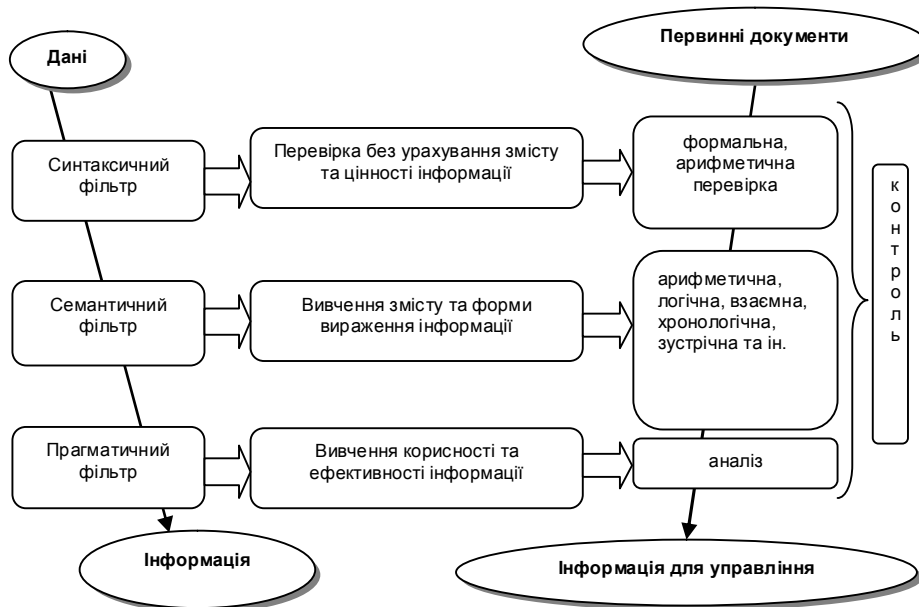 Дані
Первинні документи
Синтаксичний
фільтр
Перевірка без урахування змісту
та цінності інформації
формальна,
арифметична
перевірка
Семантичний
фільтр
Вивчення змісту та форми
вираження інформації
арифметична,
логічна, взаємна,
хронологічна,
зустрічна та ін.
Прагматичний
фільтр
Вивчення корисності та
ефективності інформації
аналіз
к
о
н
т
р
о
л
ь
Інформація
Інформація для управління